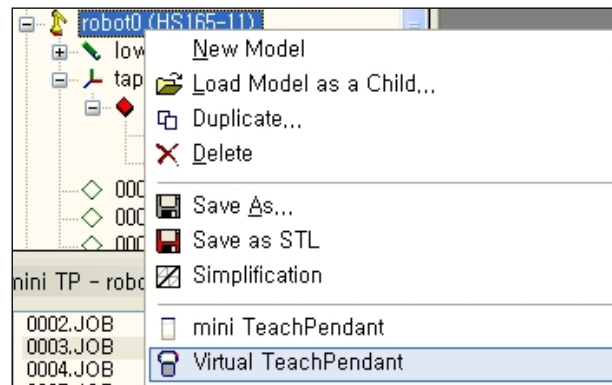 robot0 (HS165-11)
low
tap
000
000
000
New Model
Load Model as a Child,,,
Duplicate,,,
Delete
Save As,,,
Save as STL
Simplification
mini TeachPendant
Virtual TeachPendant
mini TP - robo
0002.JOB
0003.JOB
0004.JOB